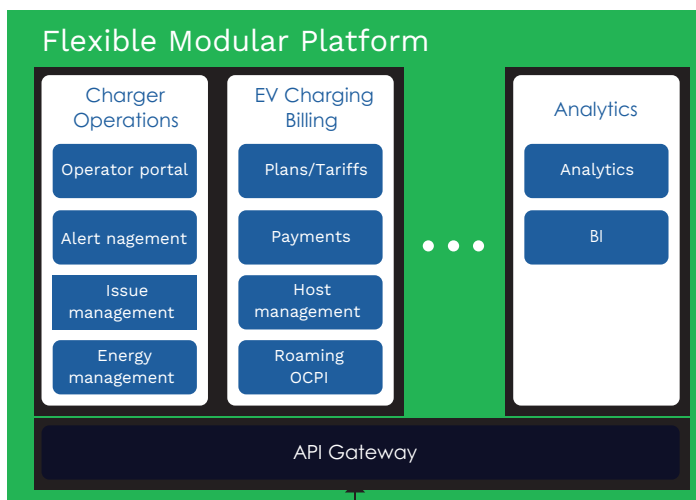 Flexible Modular Platform
Charger
Operations
Operator portal
Alert nagement
Issue
management
Energy
management
EV Charging
Billing
Plans/Tariffs
Payments
Host
management
Roaming
OCPI
Analytics
Analytics
BI
API Gateway